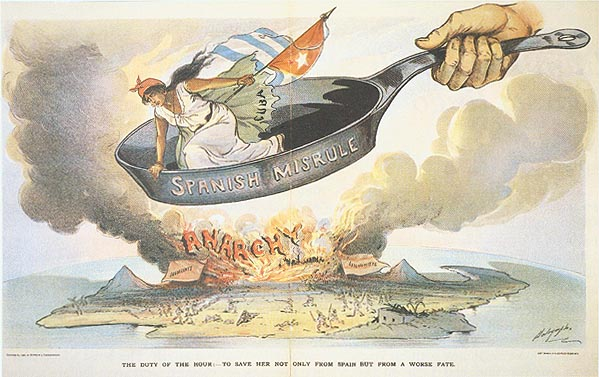 CUBA
SPANISH MISRULE
ANARCHY
THE DUTY OF THE HOUR:—TO SAVE HER NOT ONLY FROM SPAIN BUT FROM A WORSE FATE.